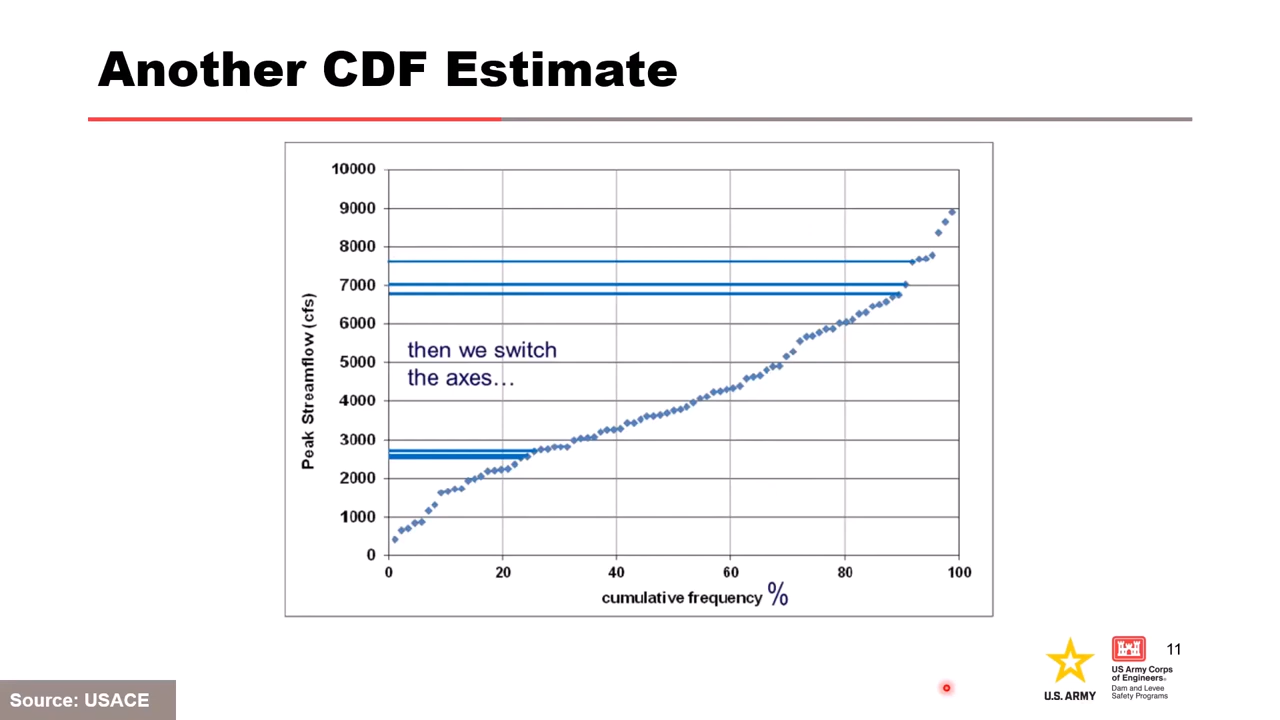 Another CDF Estimate
10000
9000
8000
7000
6000
5000
4000
3000
2000
1000
0
Peak Streamflow (cfs)
then we switch
the axes...
0 20 40 60 80 100
cumulative frequency %
U.S. ARMY
US Army Corps
of Engineers®
Dam and Levee
Safety Programs
11
Source: USACE